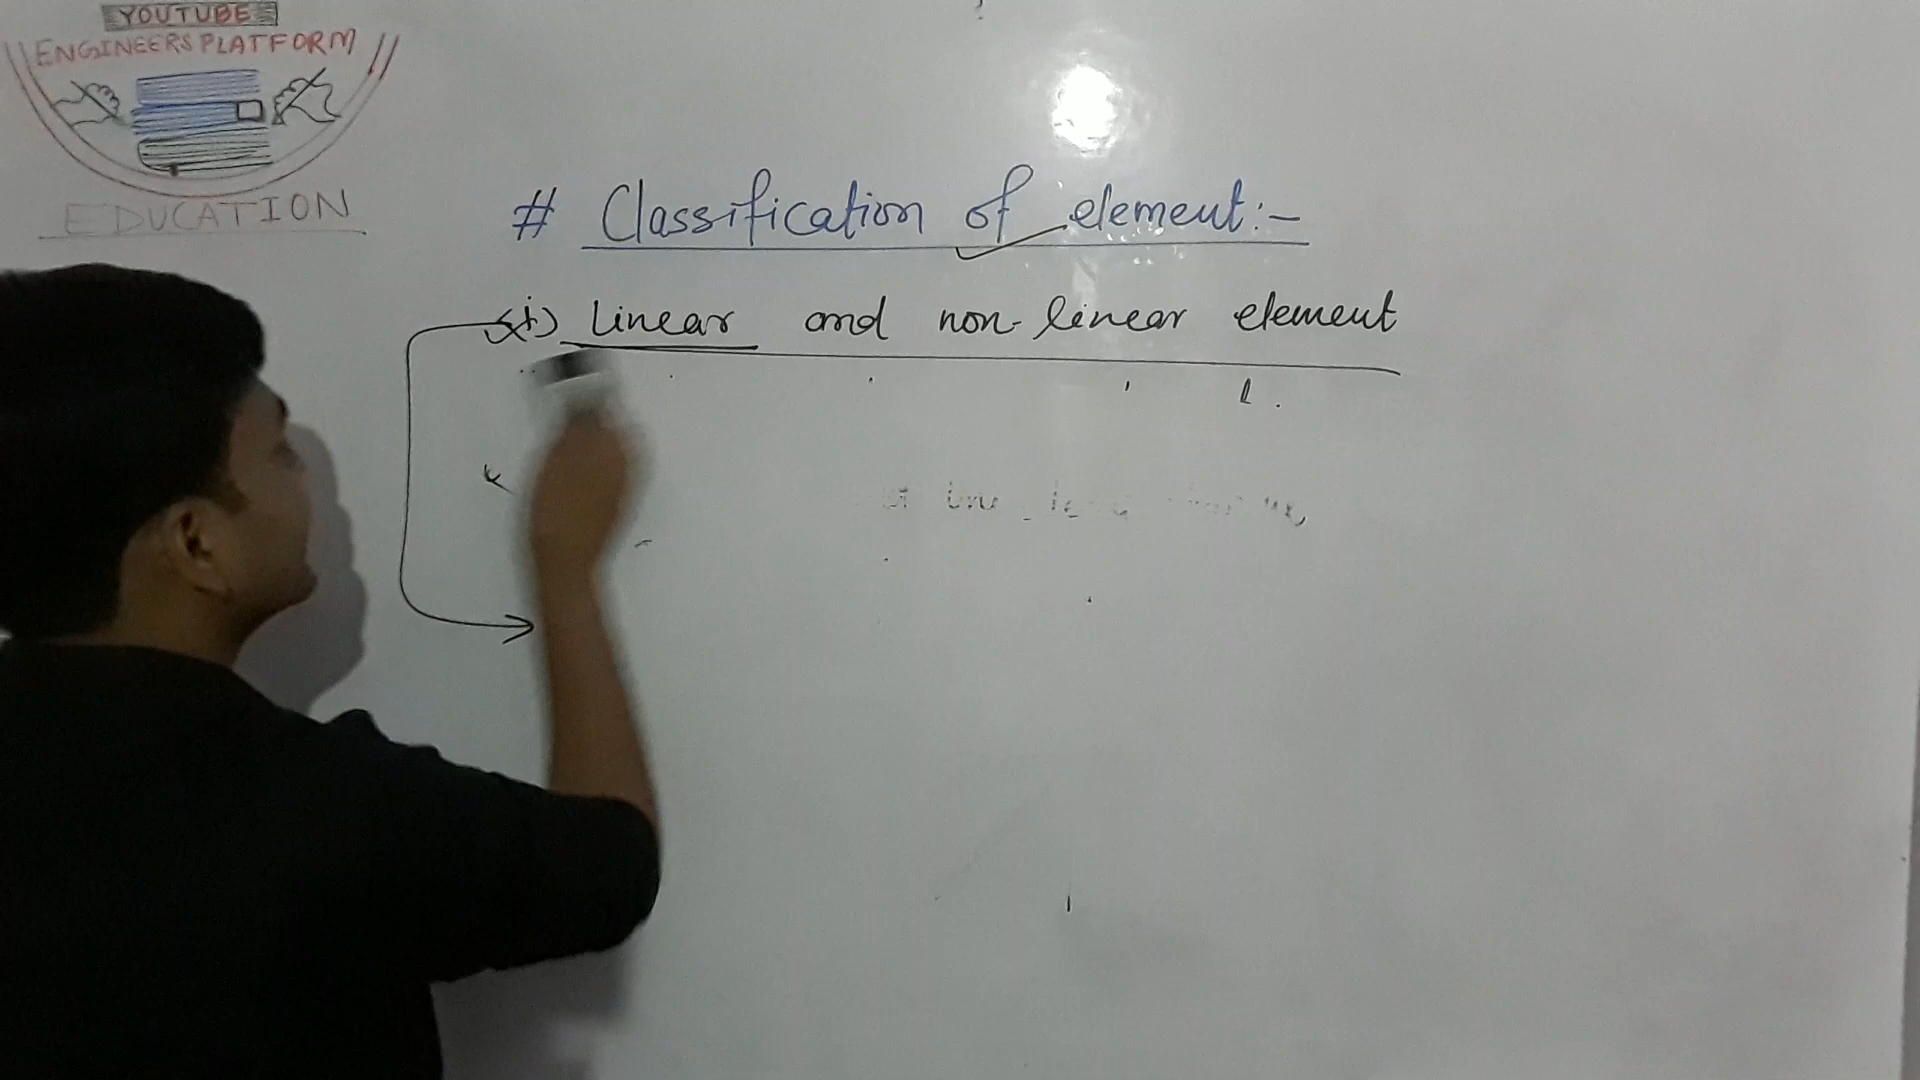 YOUTUBE
ENGINEERS PLATFORM
EDUCATION
# Classification of element:-
(i) Linear and non-linear element